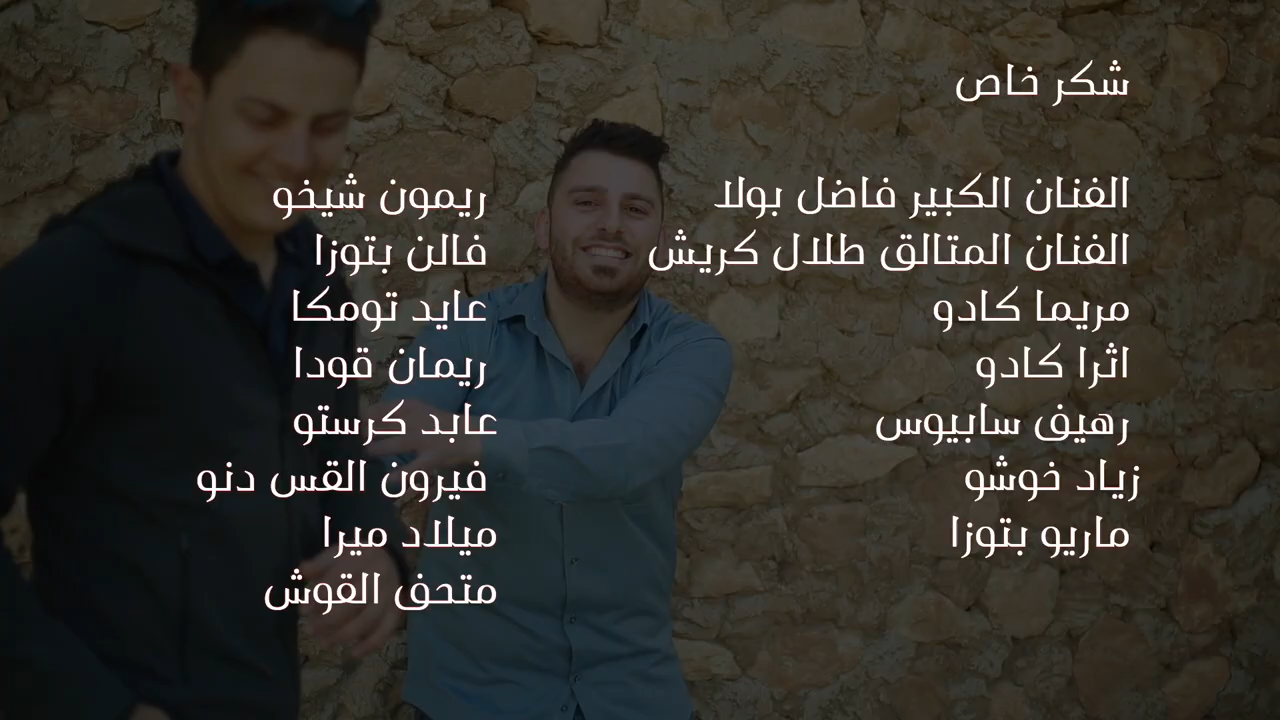 شكر خاص
الفنان الكبير فاضل بولا
الفنان المتالق طلال كريش
مريما كادو
اثرا كادو
رهيف سابيوس
زياد خوشو
ماريو بتوزا
ريمون شيخو
فالن بتوزا
عايد تومكا
ريمان قودا
عابد كرستو
فيرون القس دنو
ميلاد ميرا
متحف القوش